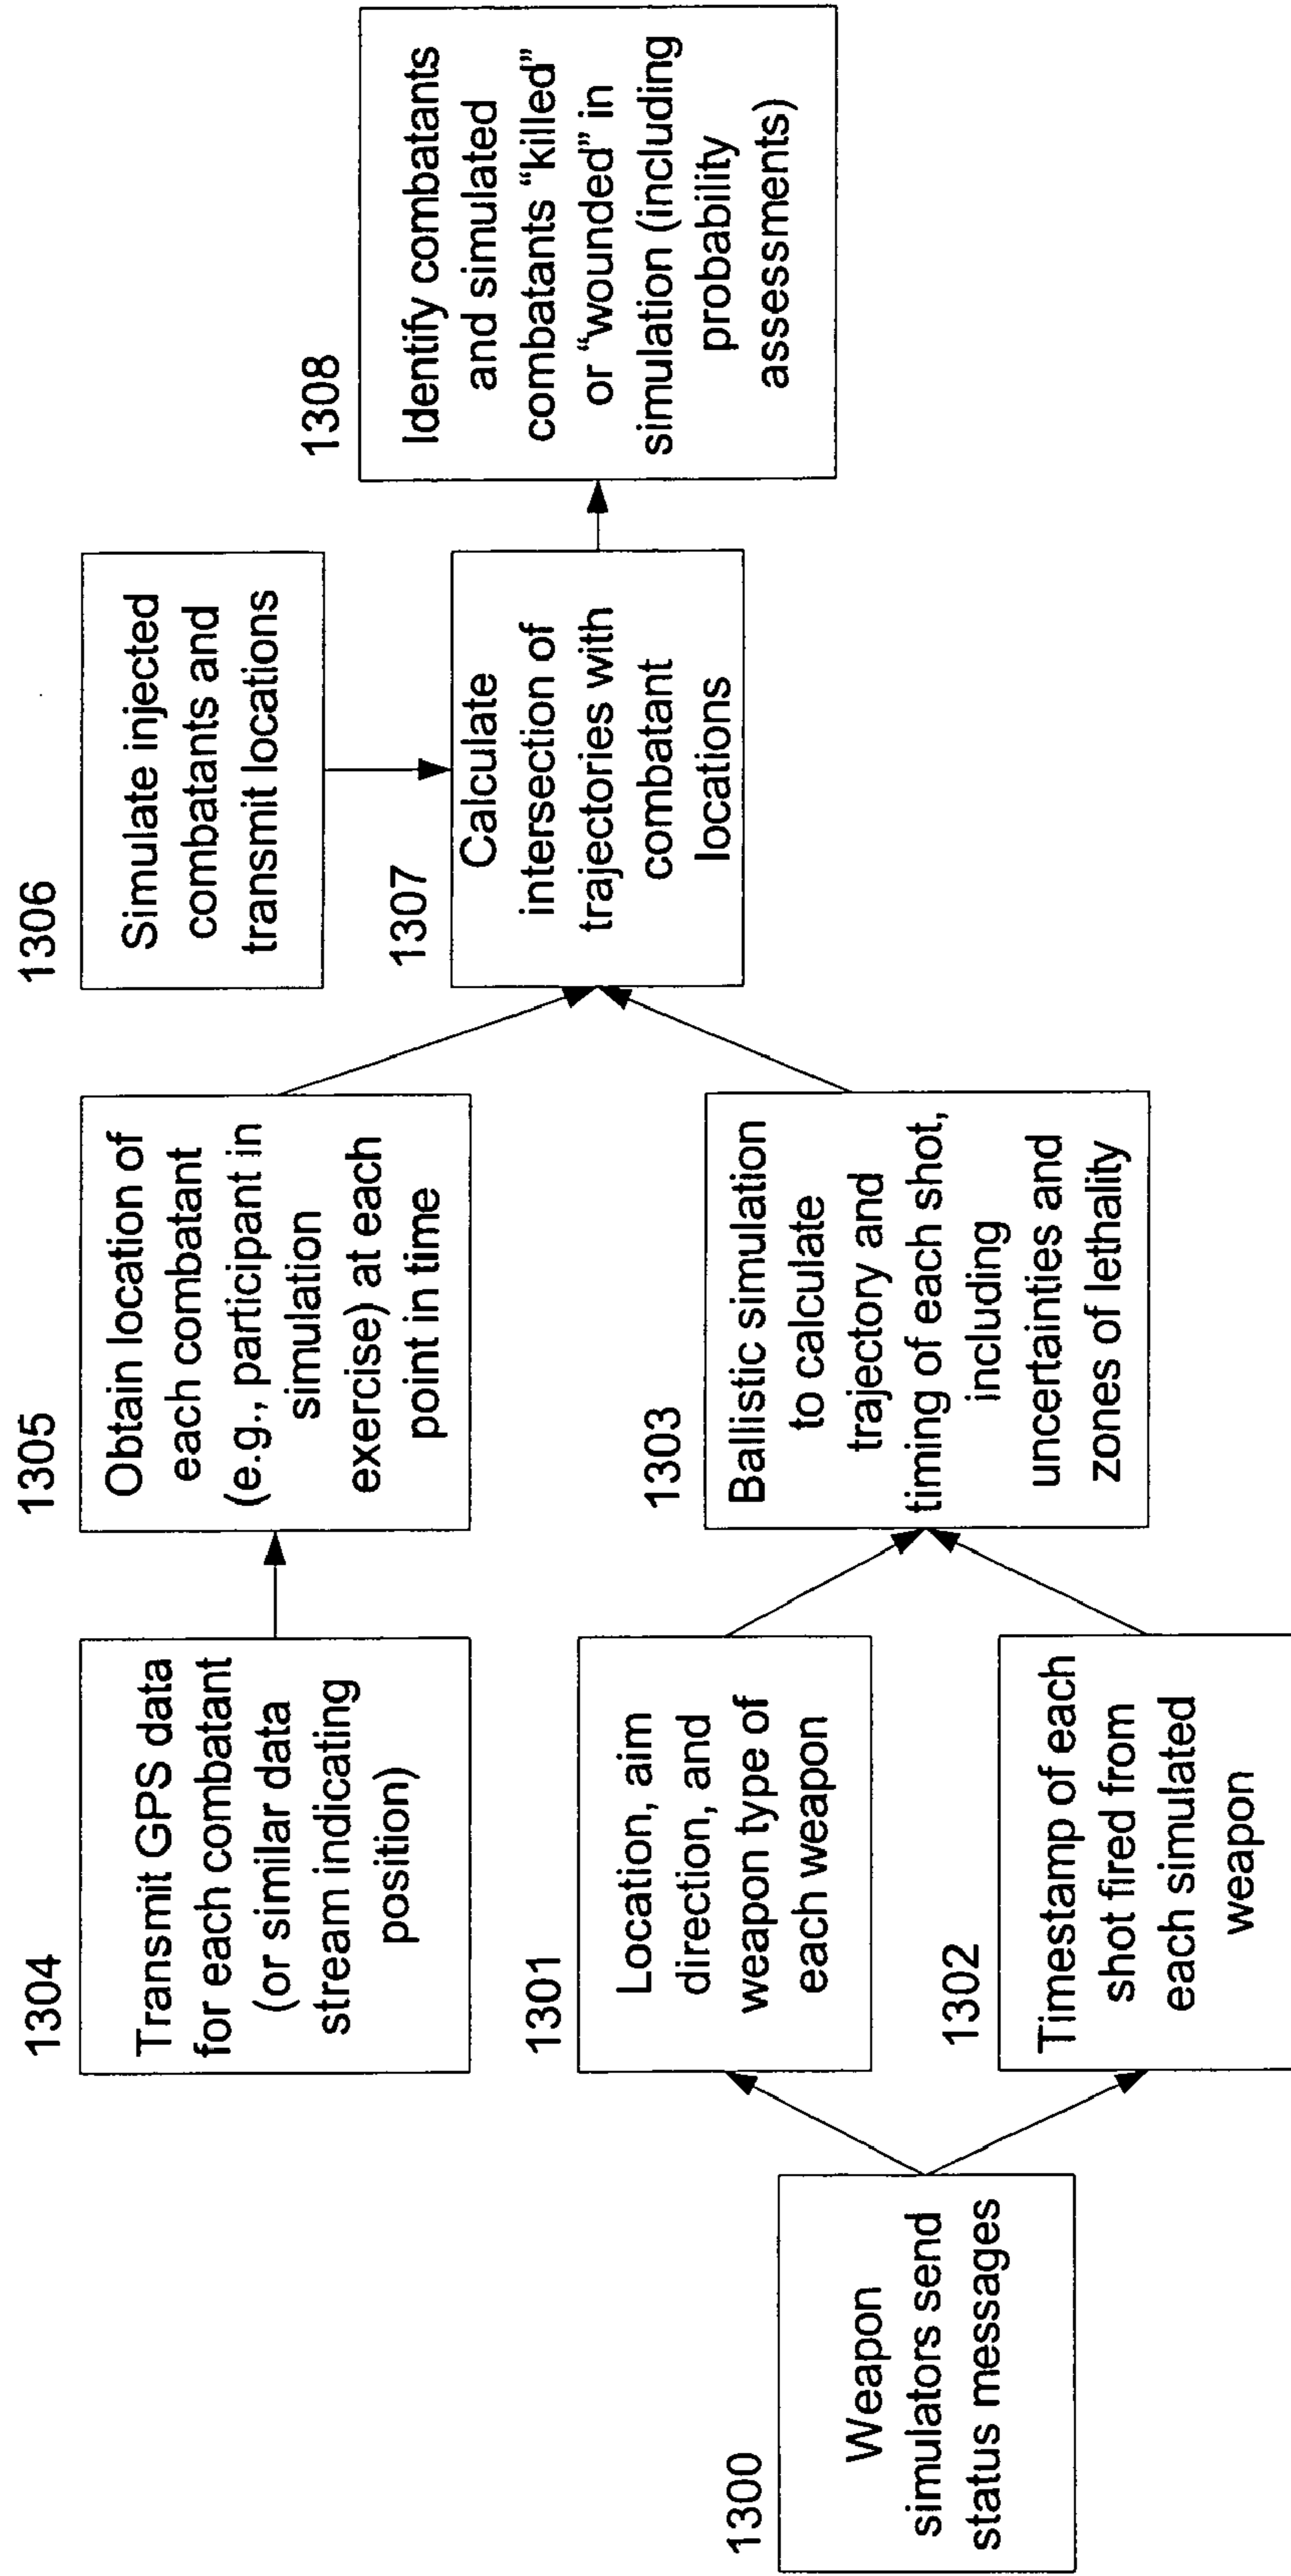 1304
Transmit GPS data
for each combatant
(or similar data
stream indicating
position)
1305
Obtain location of
each combatant
(e.g., participant in
simulation
exercise) at each
point in time
1306
Simulate injected
combatants and
transmit locations
1301
Location, aim
direction, and
weapon type of
each weapon
1303
Ballistic simulation
to calculate
trajectory and
timing of each shot,
including
uncertainties and
zones of lethality
1307
Calculate
intersection of
trajectories with
combatant
locations
1308
Identify combatants
and simulated
combatants “killed”
or “wounded” in
simulation (including
probability
assessments)
1300
Weapon
simulators send
status messages
1302
Timestamp of each
shot fired from
each simulated
weapon